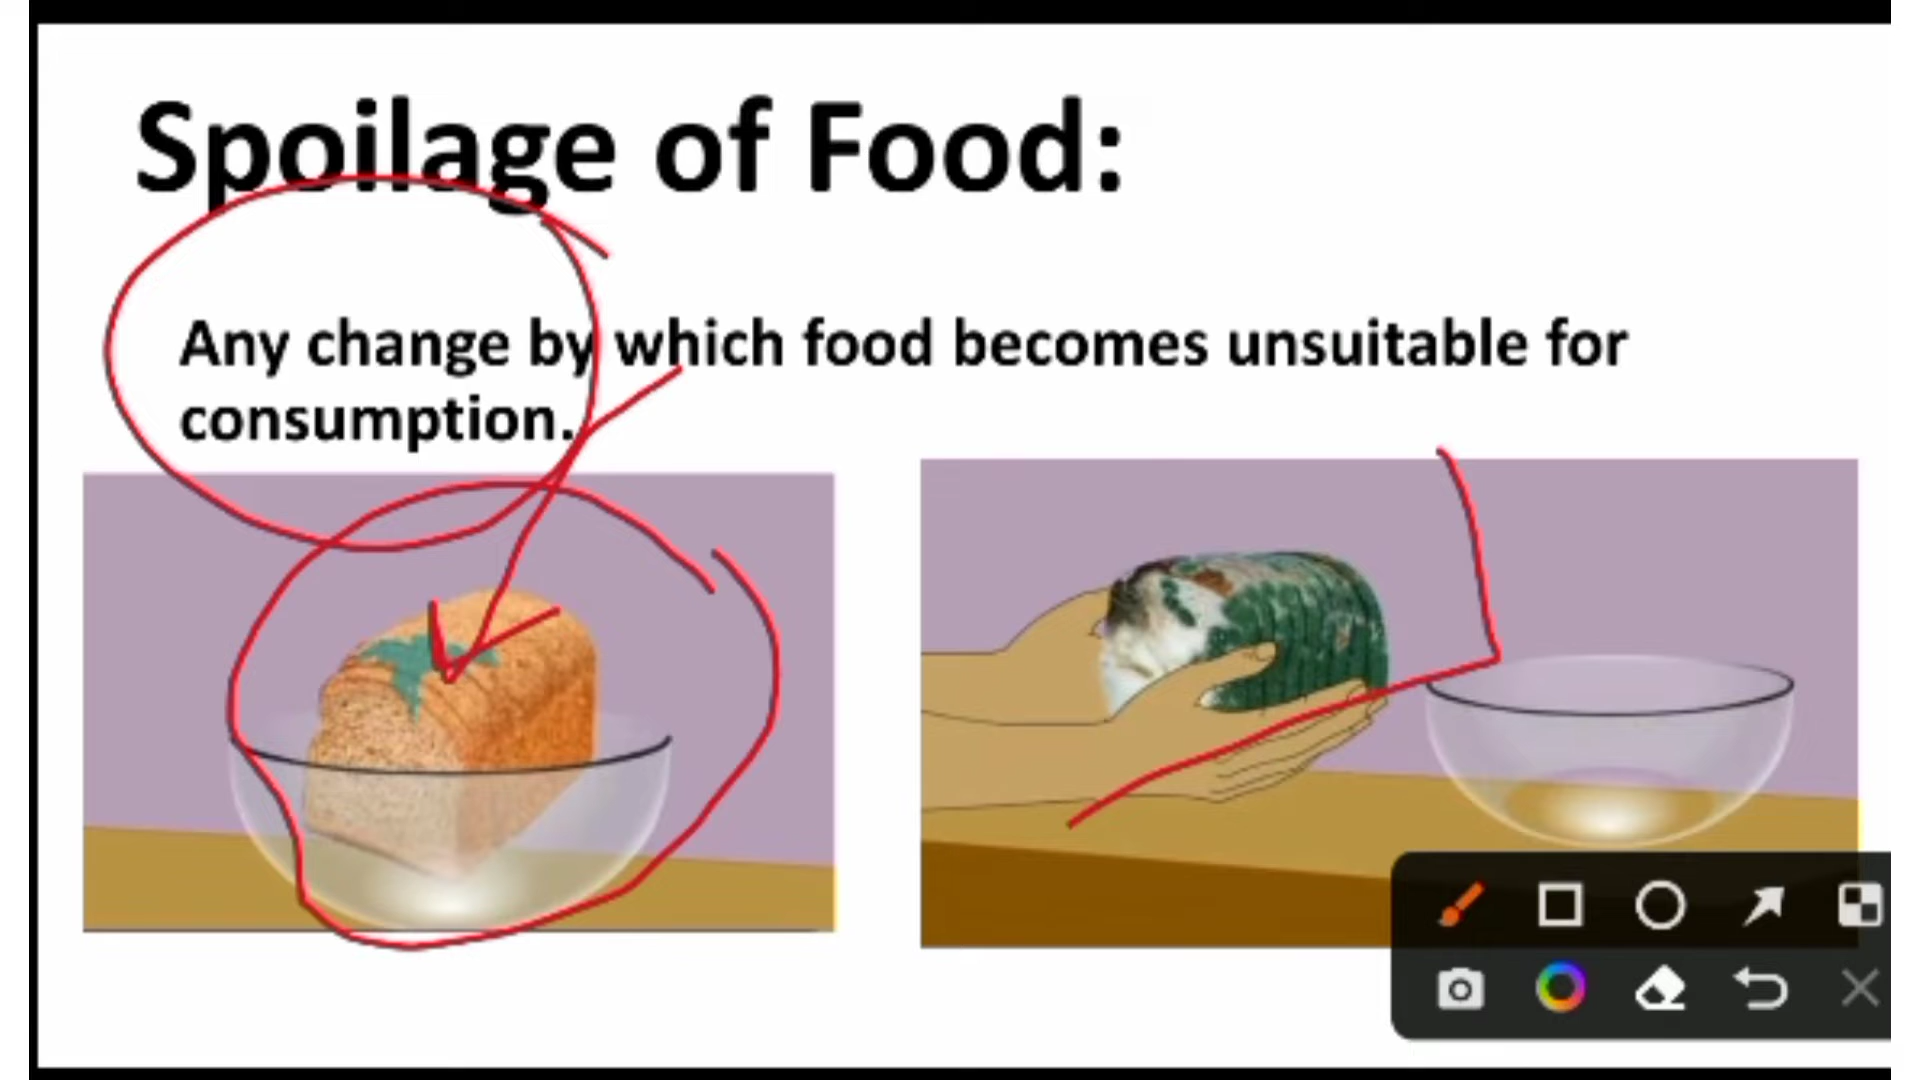 Spoilage of Food:
Any change by which food becomes unsuitable for
consumption.